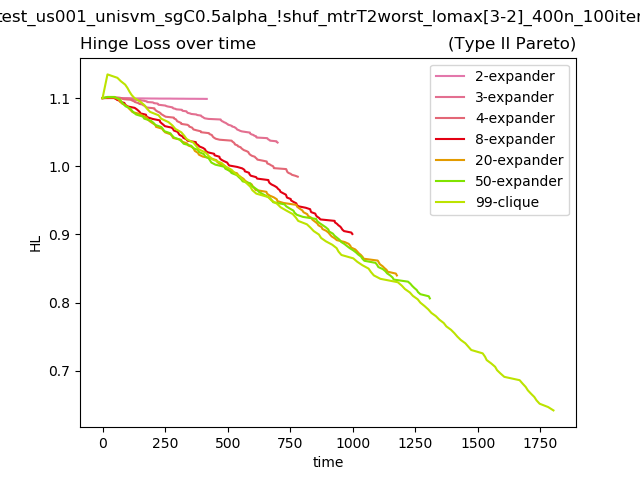 test_us001_unisvm_sgC0.5alpha_!shuf_mtrT2worst_lomax[3-2]_400n_100iter
Hinge Loss over time (Type II Pareto)
2-expander
3-expander
4-expander
8-expander
20-expander
50-expander
99-clique
1.1
1.0
0.9
0.8
0.7
HL
0 250 500 750 1000 1250 1500 1750
time